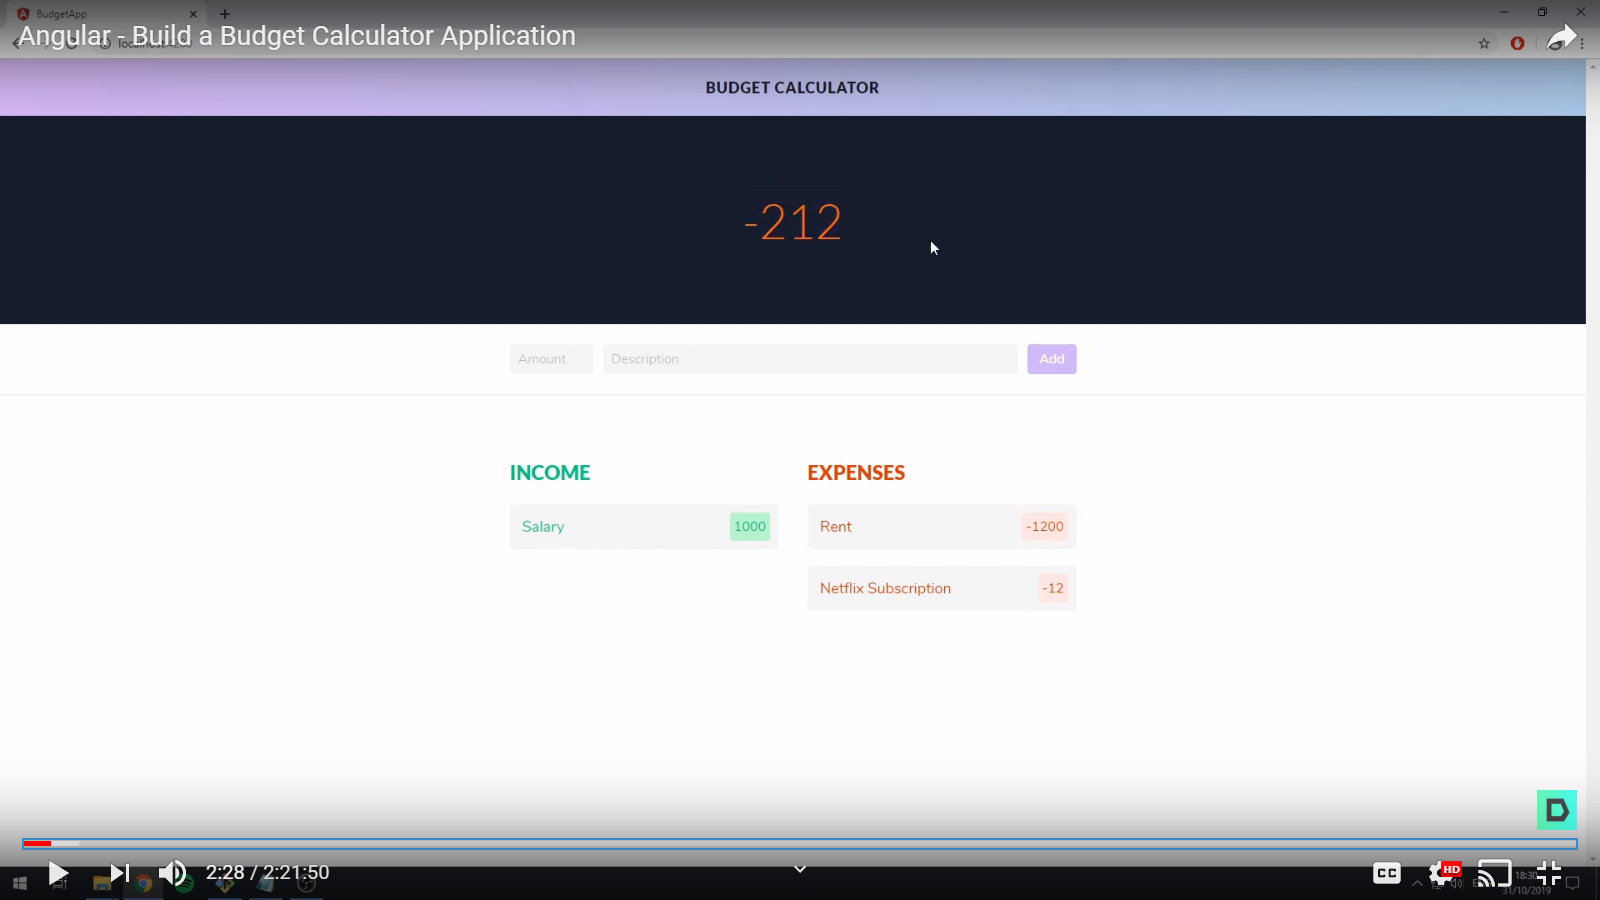 BudgetApp
Angular - Build a Budget Calculator Application
BUDGET CALCULATOR
-212
Amount
Description
Add
INCOME
EXPENSES
Salary
1000
Rent
-1200
Netflix Subscription
-12
2:28 / 2:21:50
CC
HD
18:30
31/10/2019